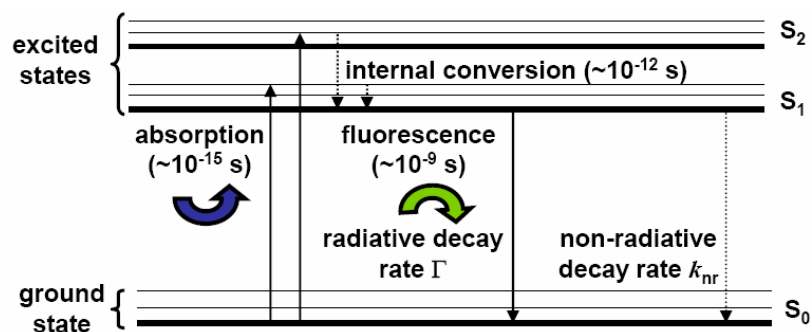 excited
states
S2
internal conversion (~10-12 s)
S1
absorption
(~10-15 s)
fluorescence
(~10-9 s)
radiative decay
rate Γ
non-radiative
decay rate knr
ground
state
S0